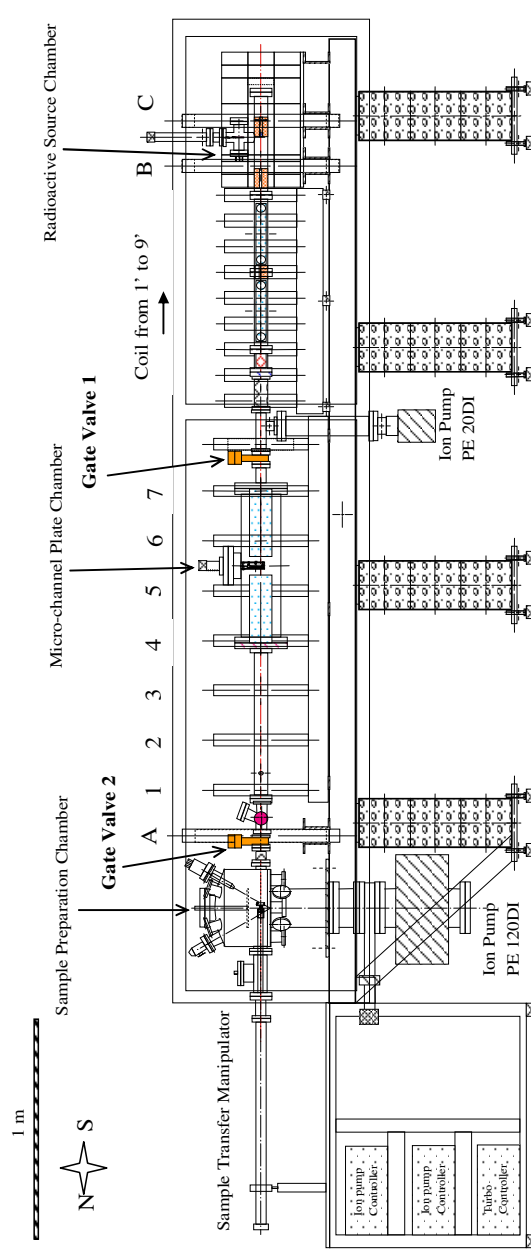 1 m
N
S
Sample Preparation Chamber
Gate Valve 2
Micro-channel Plate Chamber
Gate Valve 1
Radioactive Source Chamber
Coil from 1’ to 9’
A
1
2
3
4
5
6
7
B
C
Sample Transfer Manipulator
Ion Pump
PE 120DI
Ion Pump
PE 20DI
Ion pump
Controller
Ion pump
Controller
Turbo
Controller